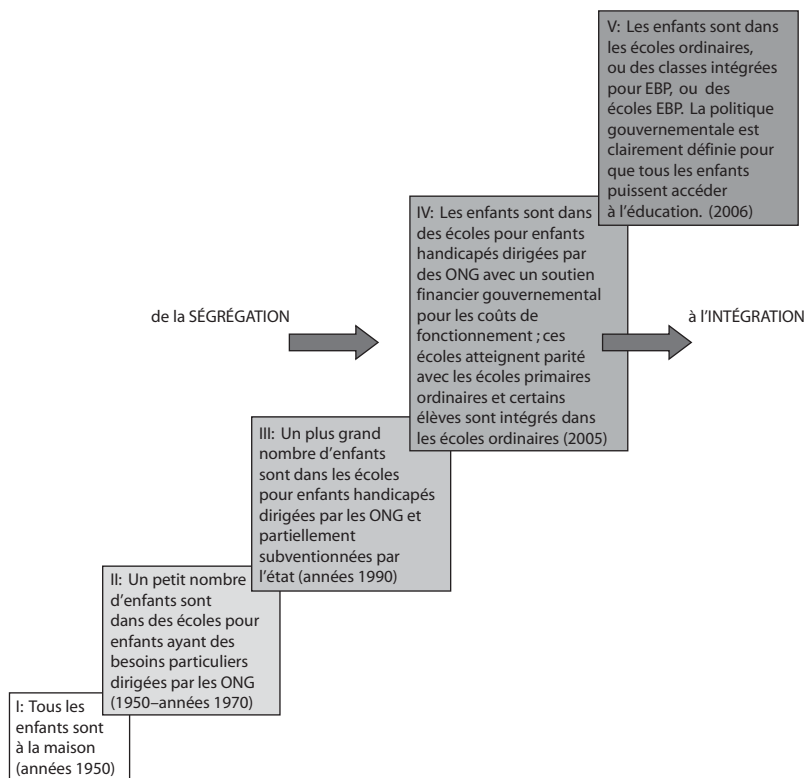 V: Les enfants sont dans
les écoles ordinaires,
ou des classes intégrées
pour EBP, ou des
écoles EBP. La politique
gouvernementale est
clairement définie pour
que tous les enfants
puissent accéder
à l'éducation. (2006)
IV: Les enfants sont dans
des écoles pour enfants
handicapés dirigées par
des ONG avec un soutien
financier gouvernemental
pour les coûts de
fonctionnement ; ces
écoles atteignent parité
avec les écoles primaires
ordinaires et certains
élèves sont intégrés dans
les écoles ordinaires (2005)
de la SÉGRÉGATION
à l'INTÉGRATION
III: Un plus grand
nombre d'enfants
sont dans les écoles
pour enfants handicapés
dirigées par les ONG et
partiellement
subventionnées par
l'état (années 1990)
II: Un petit nombre
d'enfants sont
dans des écoles pour
enfants ayant des
besoins particuliers
dirigées par les ONG
(1950–années 1970)
I: Tous les
enfants sont
à la maison
(années 1950)